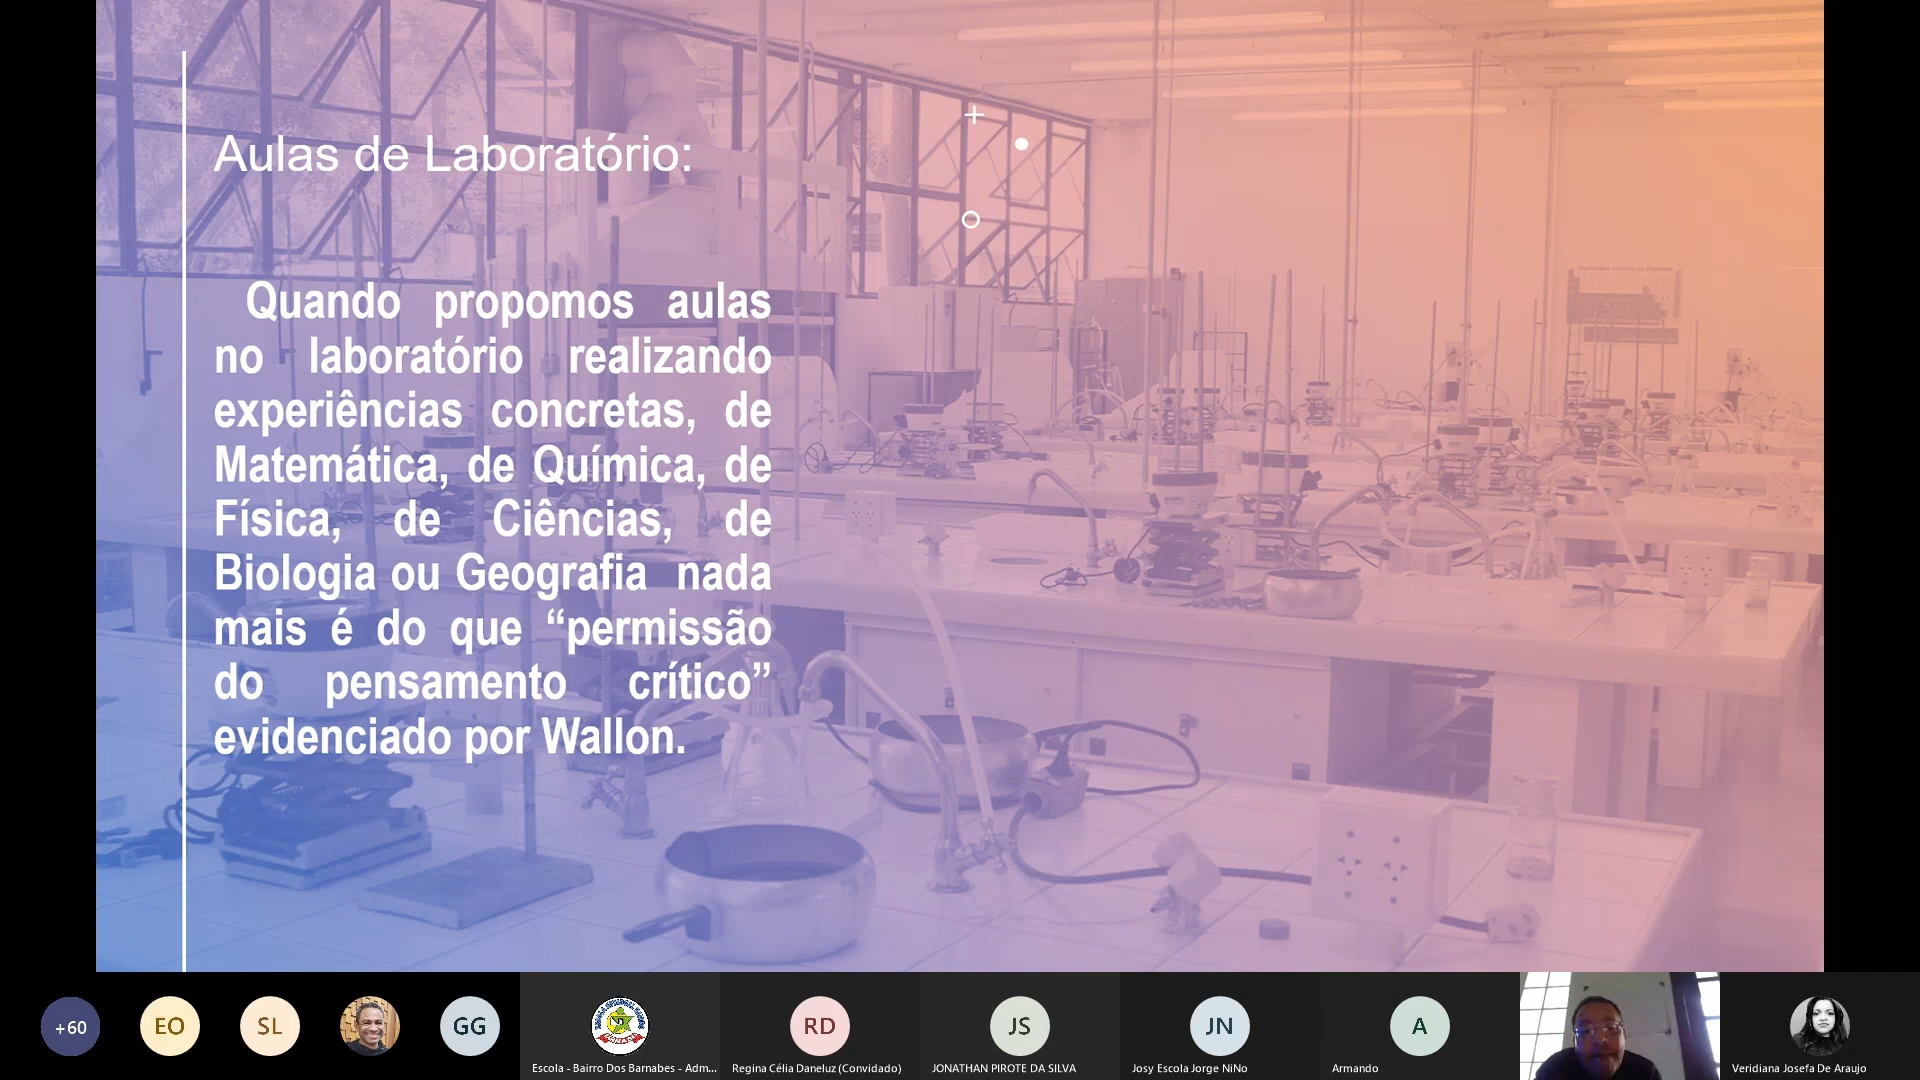 Aulas de Laboratório:
Quando propomos aulas
no laboratório realizando
experiências concretas, de
Matemática, de Química, de
Física, de Ciências, de
Biologia ou Geografia nada
mais é do que “permissão
do pensamento crítico”
evidenciado por Wallon.
+60
EO
SL
GG
RD
JS
JN
A
Escola - Bairro Dos Barnabes - Adm...
Regina Célia Daneluz (Convidado)
JONATHAN PIROTE DA SILVA
Josy Escola Jorge NiNo
Armando
Veridiana Josefa De Araujo